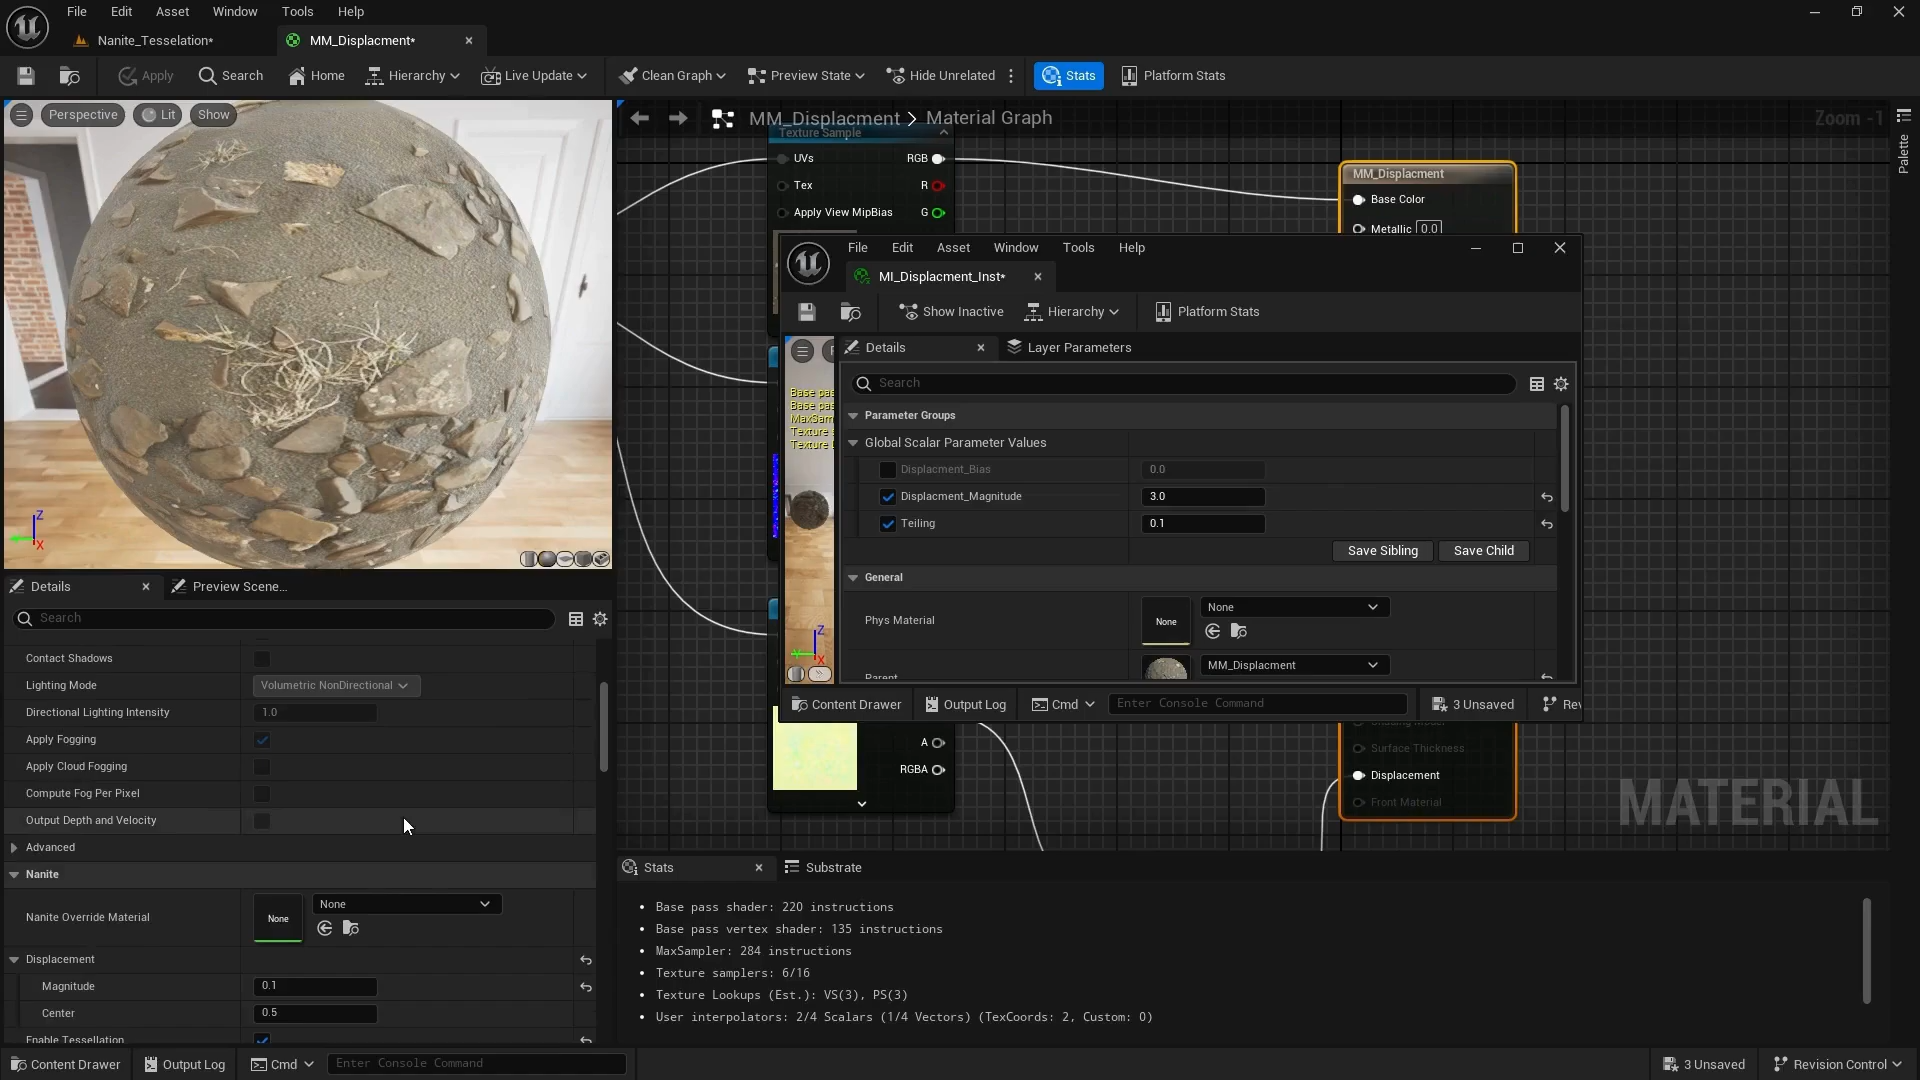 File Edit Asset Window Tools Help
Nanite_Tesselation*
MM_Displacment*
Apply Search Home Hierarchy Live Update Clean Graph Preview State Hide Unrelated Stats Platform Stats
Perspective Lit Show
MM_Displacment > Material Graph
Zoom -1
Palette
Texture Sample
UVs RGB
Tex R
Apply View MipBias G
MM_Displacment
Base Color
Metallic 0.0
File Edit Asset Window Tools Help
MI_Displacment_Inst*
Show Inactive Hierarchy Platform Stats
Details Layer Parameters
Search
Base pas
Base pas
MaxSam
Texture
Texture
Parameter Groups
Global Scalar Parameter Values
Displacment_Bias 0.0
Displacment_Magnitude 3.0
Teiling 0.1
Save Sibling Save Child
General
Phys Material None None
Parent MM_Displacment
Content Drawer Output Log Cmd Enter Console Command 3 Unsaved Rev
A
RGBA
Surface Thickness
Displacement
Front Material
MATERIAL
Z
X
Z
X
Details Preview Scene...
Search
Contact Shadows
Lighting Mode Volumetric NonDirectional
Directional Lighting Intensity 1.0
Apply Fogging
Apply Cloud Fogging
Compute Fog Per Pixel
Output Depth and Velocity
Advanced
Nanite
Nanite Override Material None None
Displacement
Magnitude 0.1
Center 0.5
Enable Tessellation
Stats Substrate
• Base pass shader: 220 instructions
• Base pass vertex shader: 135 instructions
• MaxSampler: 284 instructions
• Texture samplers: 6/16
• Texture Lookups (Est.): VS(3), PS(3)
• User interpolators: 2/4 Scalars (1/4 Vectors) (TexCoords: 2, Custom: 0)
Content Drawer Output Log Cmd Enter Console Command 3 Unsaved Revision Control